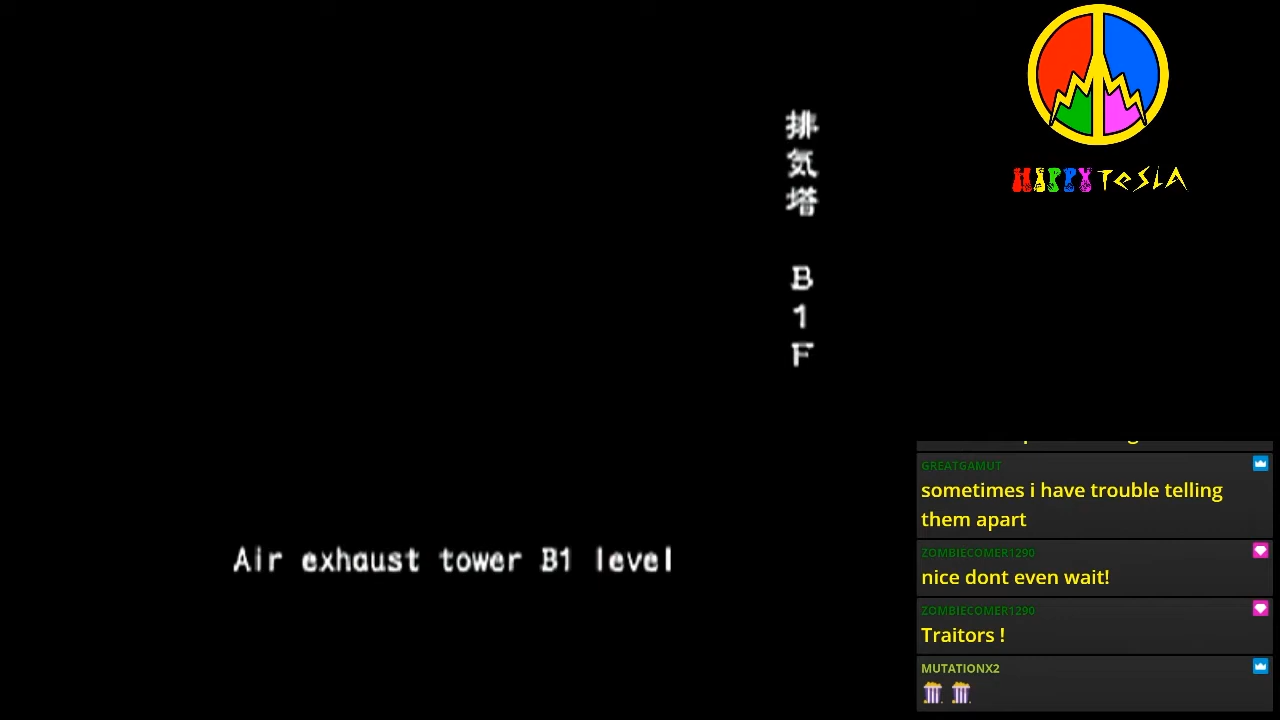 排気塔 B1F
Air exhaust tower B1 level
HAPPYTESLA
GREATGAMUT
sometimes i have trouble telling
them apart
ZOMBIECOMER1290
nice dont even wait!
ZOMBIECOMER1290
Traitors !
MUTATIONX2